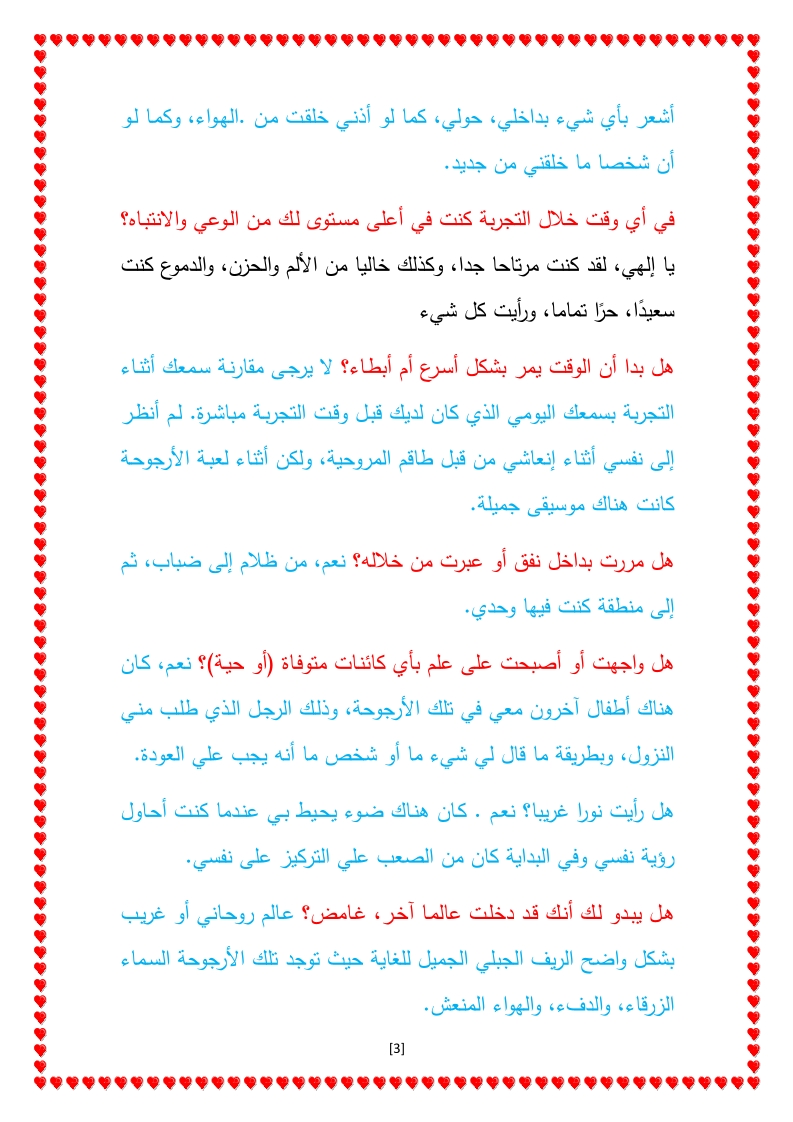 أشعر بأي شيء بداخلي، حولي، كما لو أذني خلقت من .الهواء، وكما لو
أن شخصا ما خلقني من جديد.
في أي وقت خلال التجربة كنت في أعلى مستوى لك من الوعي والانتباه؟
يا إلهي، لقد كنت مرتاحا جدا، وكذلك خاليا من الألم والحزن، والدموع كنت
سعيدًا، حرًا تماما، ورأيت كل شيء
هل بدا أن الوقت يمر بشكل أسرع أم أبطاء؟ لا يرجى مقارنة سمعك أثناء
التجربة بسمعك اليومي الذي كان لديك قبل وقت التجربة مباشرة. لم أنظر
إلى نفسي أثناء إنعاشي من قبل طاقم المروحية، ولكن أثناء لعبة الأرجوحة
كانت هناك موسيقى جميلة.
هل مررت بداخل نفق أو عبرت من خلاله؟ نعم، من ظلام إلى ضباب، ثم
إلى منطقة كنت فيها وحدي.
هل واجهت أو أصبحت على علم بأي كائنات متوفاة (أو حية)؟ نعم، كان
هناك أطفال آخرون معي في تلك الأرجوحة، وذلك الرجل الذي طلب مني
النزول، وبطريقة ما قال لي شيء ما أو شخص ما أنه يجب علي العودة.
هل رأيت نورا غريبا؟ نعم . كان هناك ضوء يحيط بي عندما كنت أحاول
رؤية نفسي وفي البداية كان من الصعب علي التركيز على نفسي.
هل يبدو لك أنك قد دخلت عالما آخر، غامض؟ عالم روحاني أو غريب
بشكل واضح الريف الجبلي الجميل للغاية حيث توجد تلك الأرجوحة السماء
الزرقاء، والدفء، والهواء المنعش.
[3]